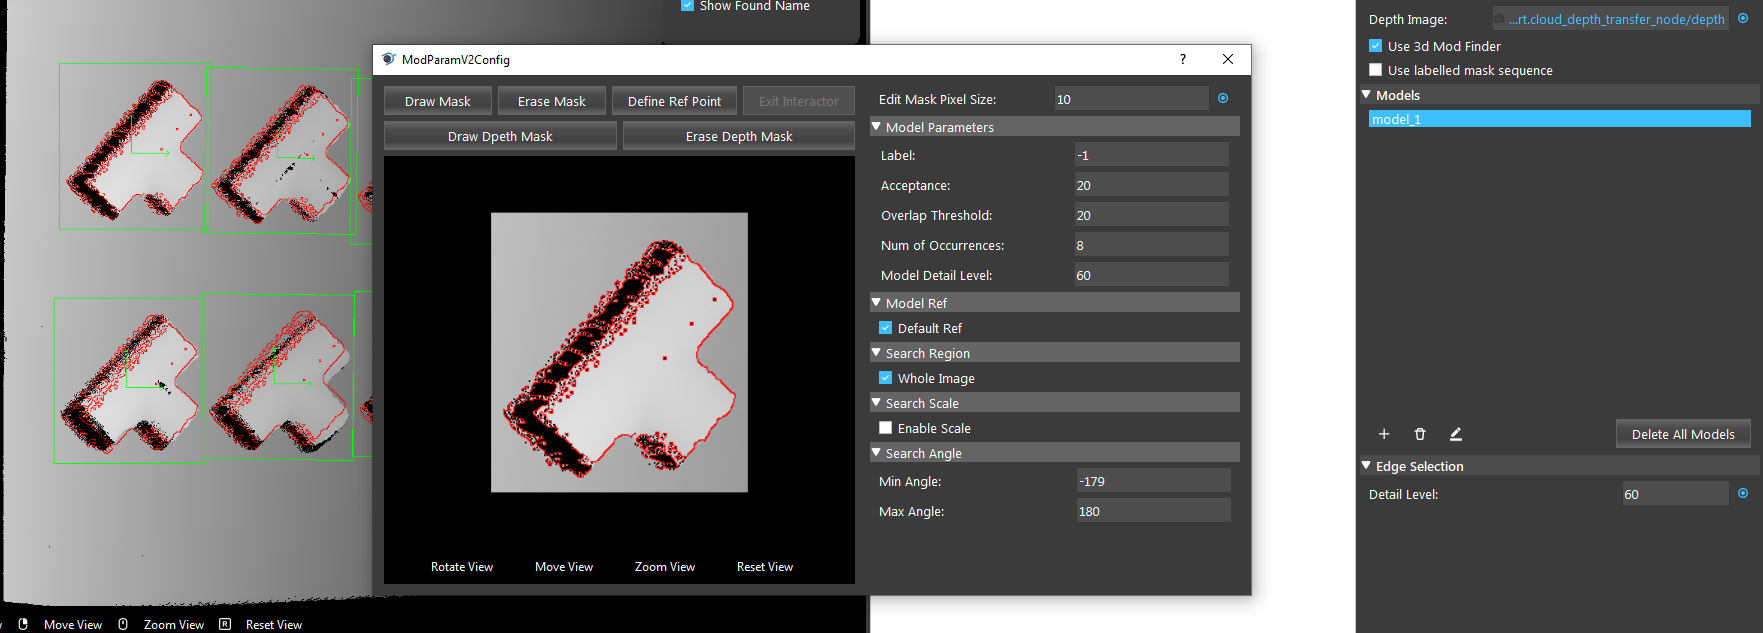 Show Found Name
ModParamV2Config
?
Draw Mask
Erase Mask
Define Ref Point
Exit Interactor
Draw Dpeth Mask
Erase Depth Mask
Rotate View
Move View
Zoom View
Reset View
Edit Mask Pixel Size: 10
Model Parameters
Label: -1
Acceptance: 20
Overlap Threshold: 20
Num of Occurrences: 8
Model Detail Level: 60
Model Ref
Default Ref
Search Region
Whole Image
Search Scale
Enable Scale
Search Angle
Min Angle: -179
Max Angle: 180
Move View
Zoom View
R Reset View
Depth Image: ...rt.cloud_depth_transfer_node/depth
Use 3d Mod Finder
Use labelled mask sequence
Models
model_1
Delete All Models
Edge Selection
Detail Level: 60